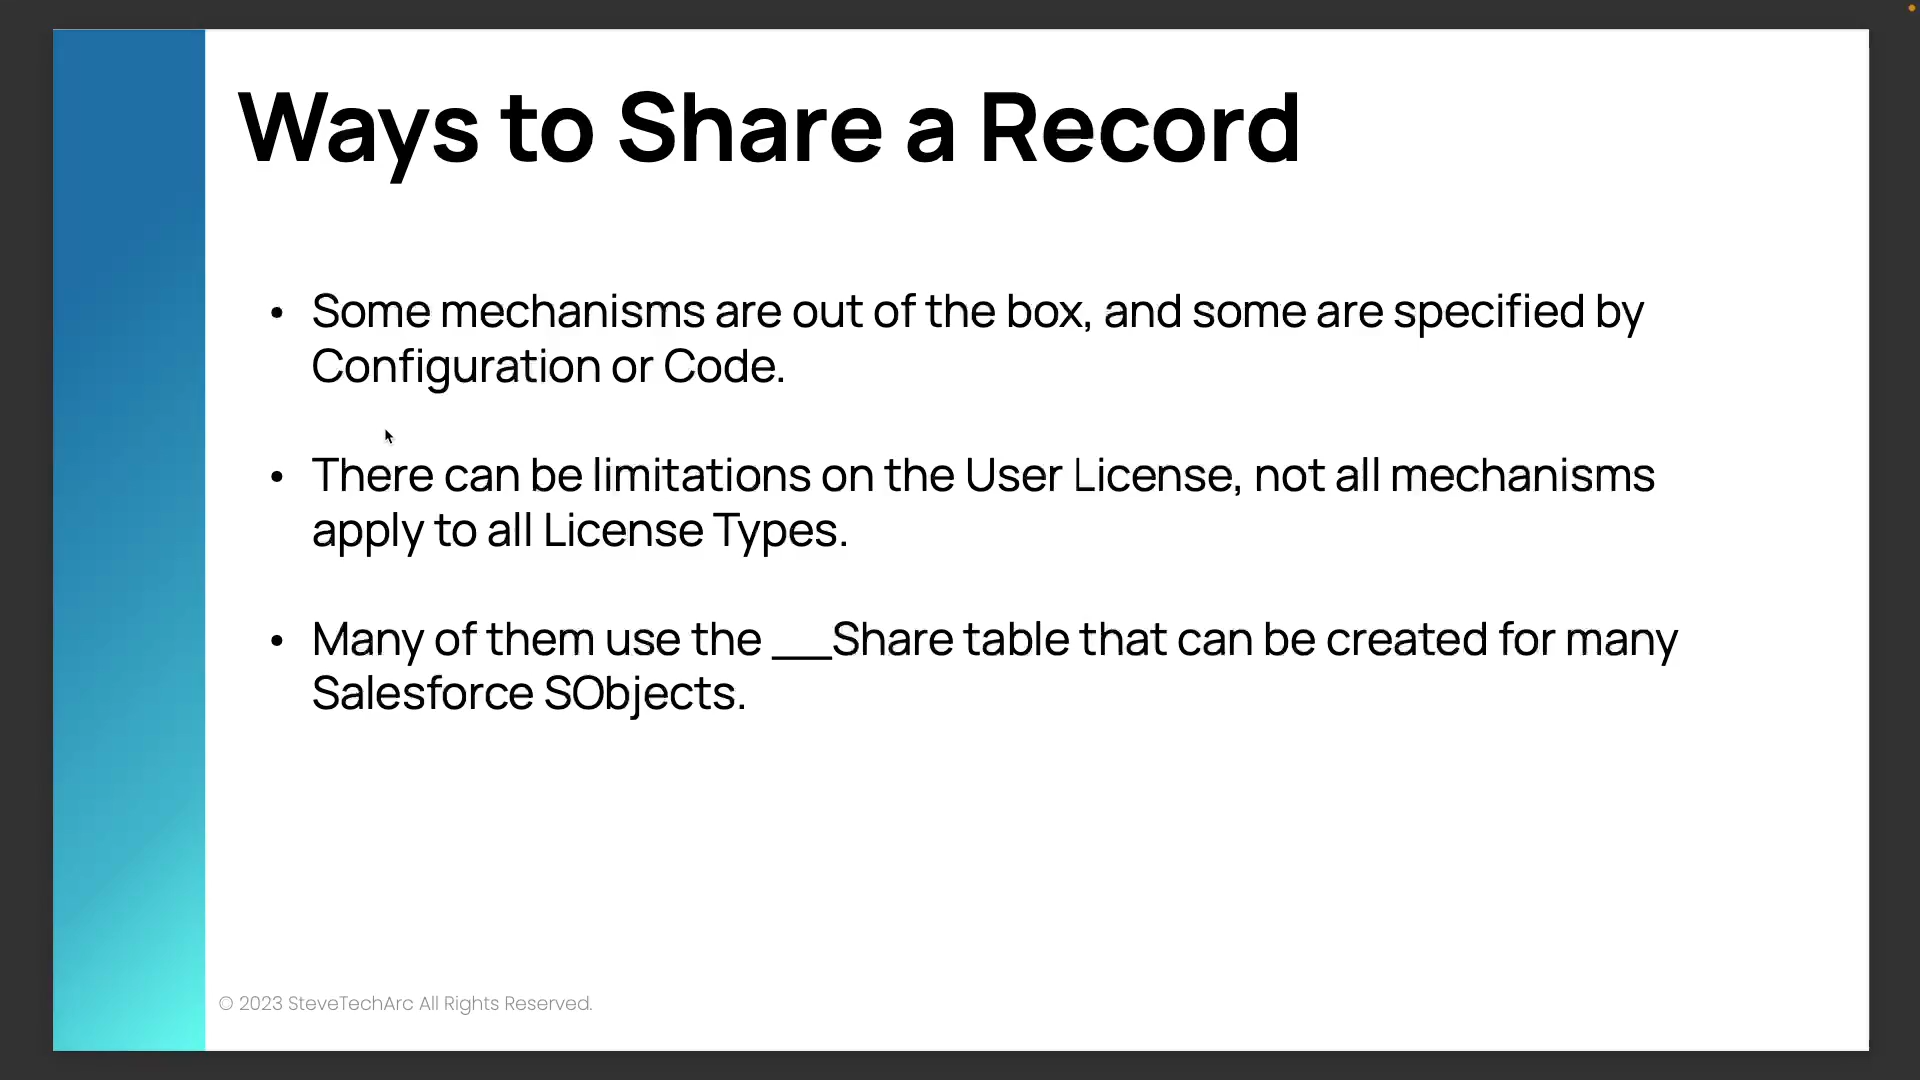 Ways to Share a Record
• Some mechanisms are out of the box, and some are specified by
Configuration or Code.
• There can be limitations on the User License, not all mechanisms
apply to all License Types.
• Many of them use the __Share table that can be created for many
Salesforce SObjects.
© 2023 SteveTechArc All Rights Reserved.